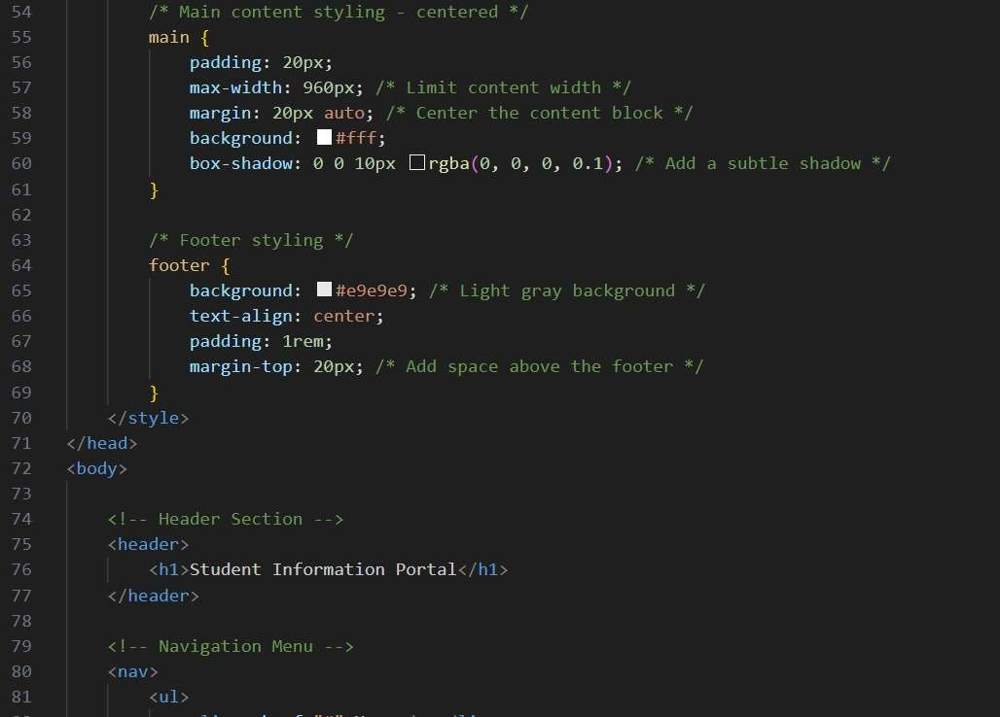 54 /* Main content styling - centered */
55 main {
56 padding: 20px;
57 max-width: 960px; /* Limit content width */
58 margin: 20px auto; /* Center the content block */
59 background: #fff;
60 box-shadow: 0 0 10px rgba(0, 0, 0, 0.1); /* Add a subtle shadow */
61 }
62
63 /* Footer styling */
64 footer {
65 background: #e9e9e9; /* Light gray background */
66 text-align: center;
67 padding: 1rem;
68 margin-top: 20px; /* Add space above the footer */
69 }
70 </style>
71 </head>
72 <body>
73
74 <!-- Header Section -->
75 <header>
76 <h1>Student Information Portal</h1>
77 </header>
78
79 <!-- Navigation Menu -->
80 <nav>
81 <ul>